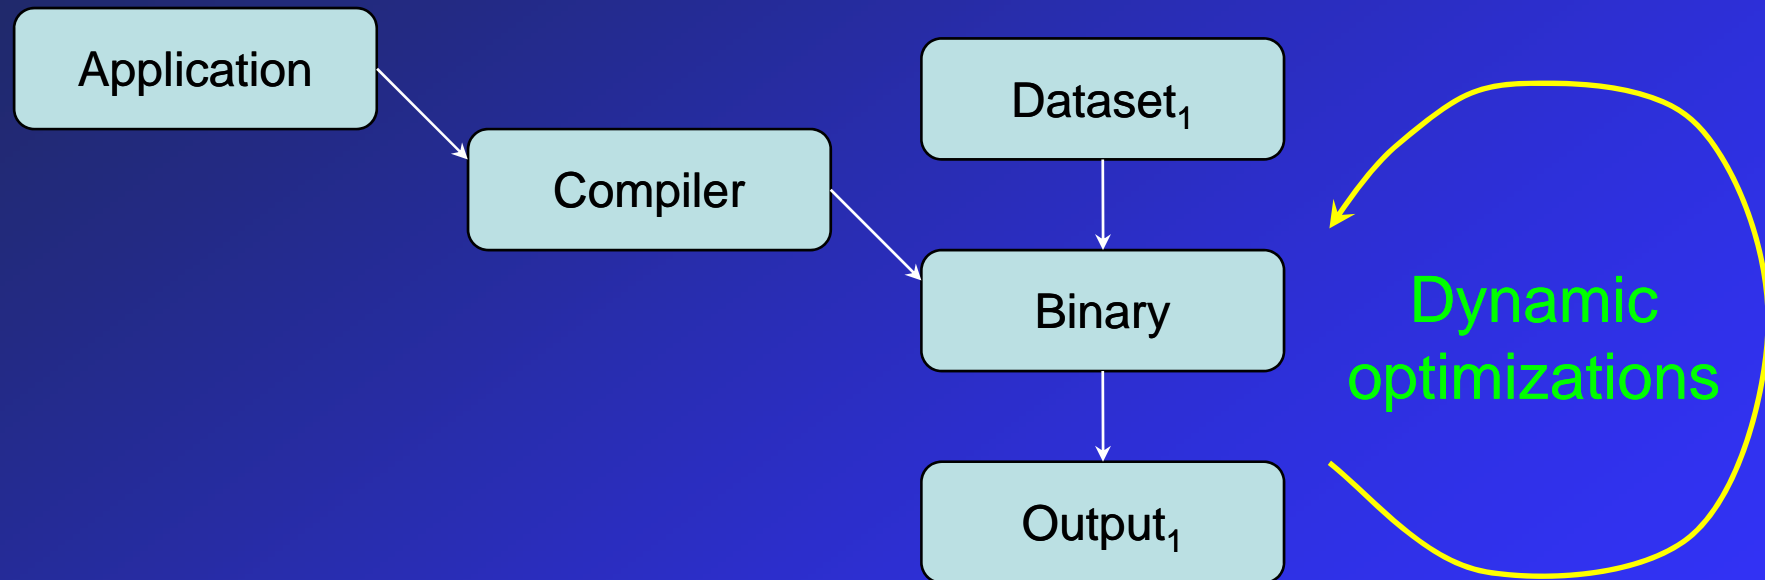 Application
Dataset₁
Compiler
Binary
Dynamic
optimizations
Output₁